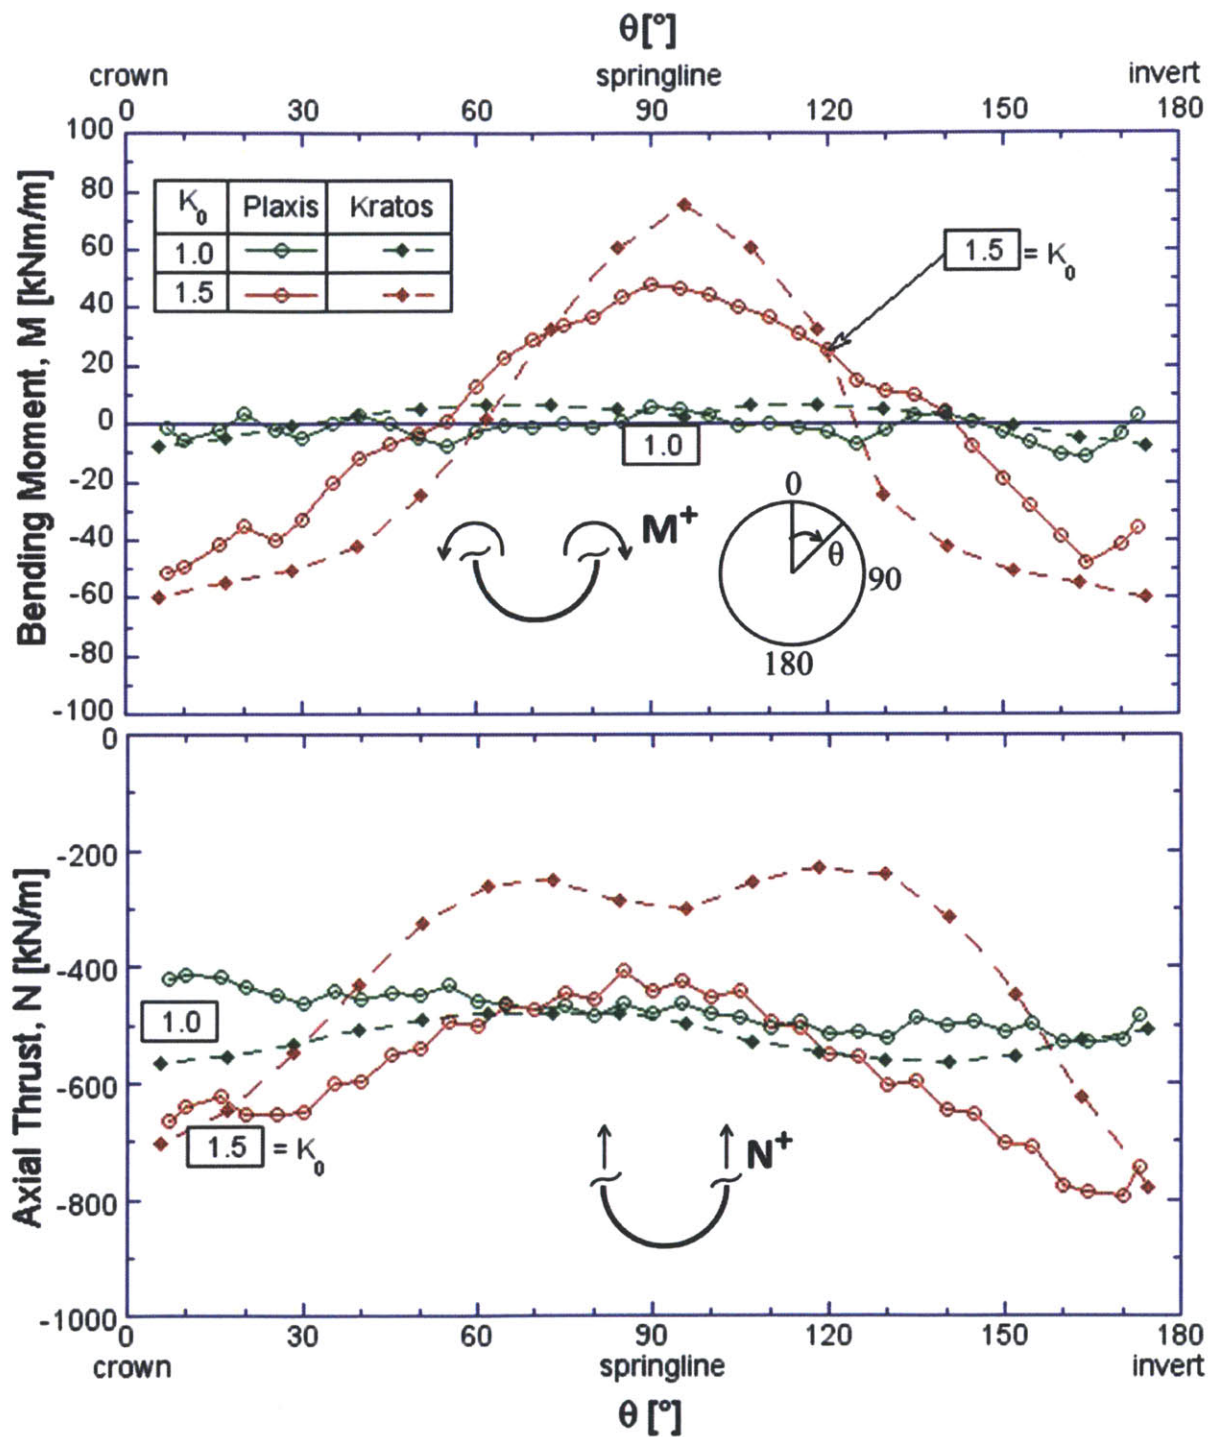 θ[°]
crown springline invert
0 30 60 90 120 150 180
100
80
60
40
20
0
-20
-40
-60
-80
-100
Bending Moment, M [kNm/m]
K₀ Plaxis Kratos
1.0
1.5
1.5 = K₀
1.0
M⁺
0
θ
90
180
0
-200
-400
-600
-800
-1000
Axial Thrust, N [kN/m]
1.0
1.5 = K₀
N⁺
0 30 60 90 120 150 180
crown springline invert
θ [°]